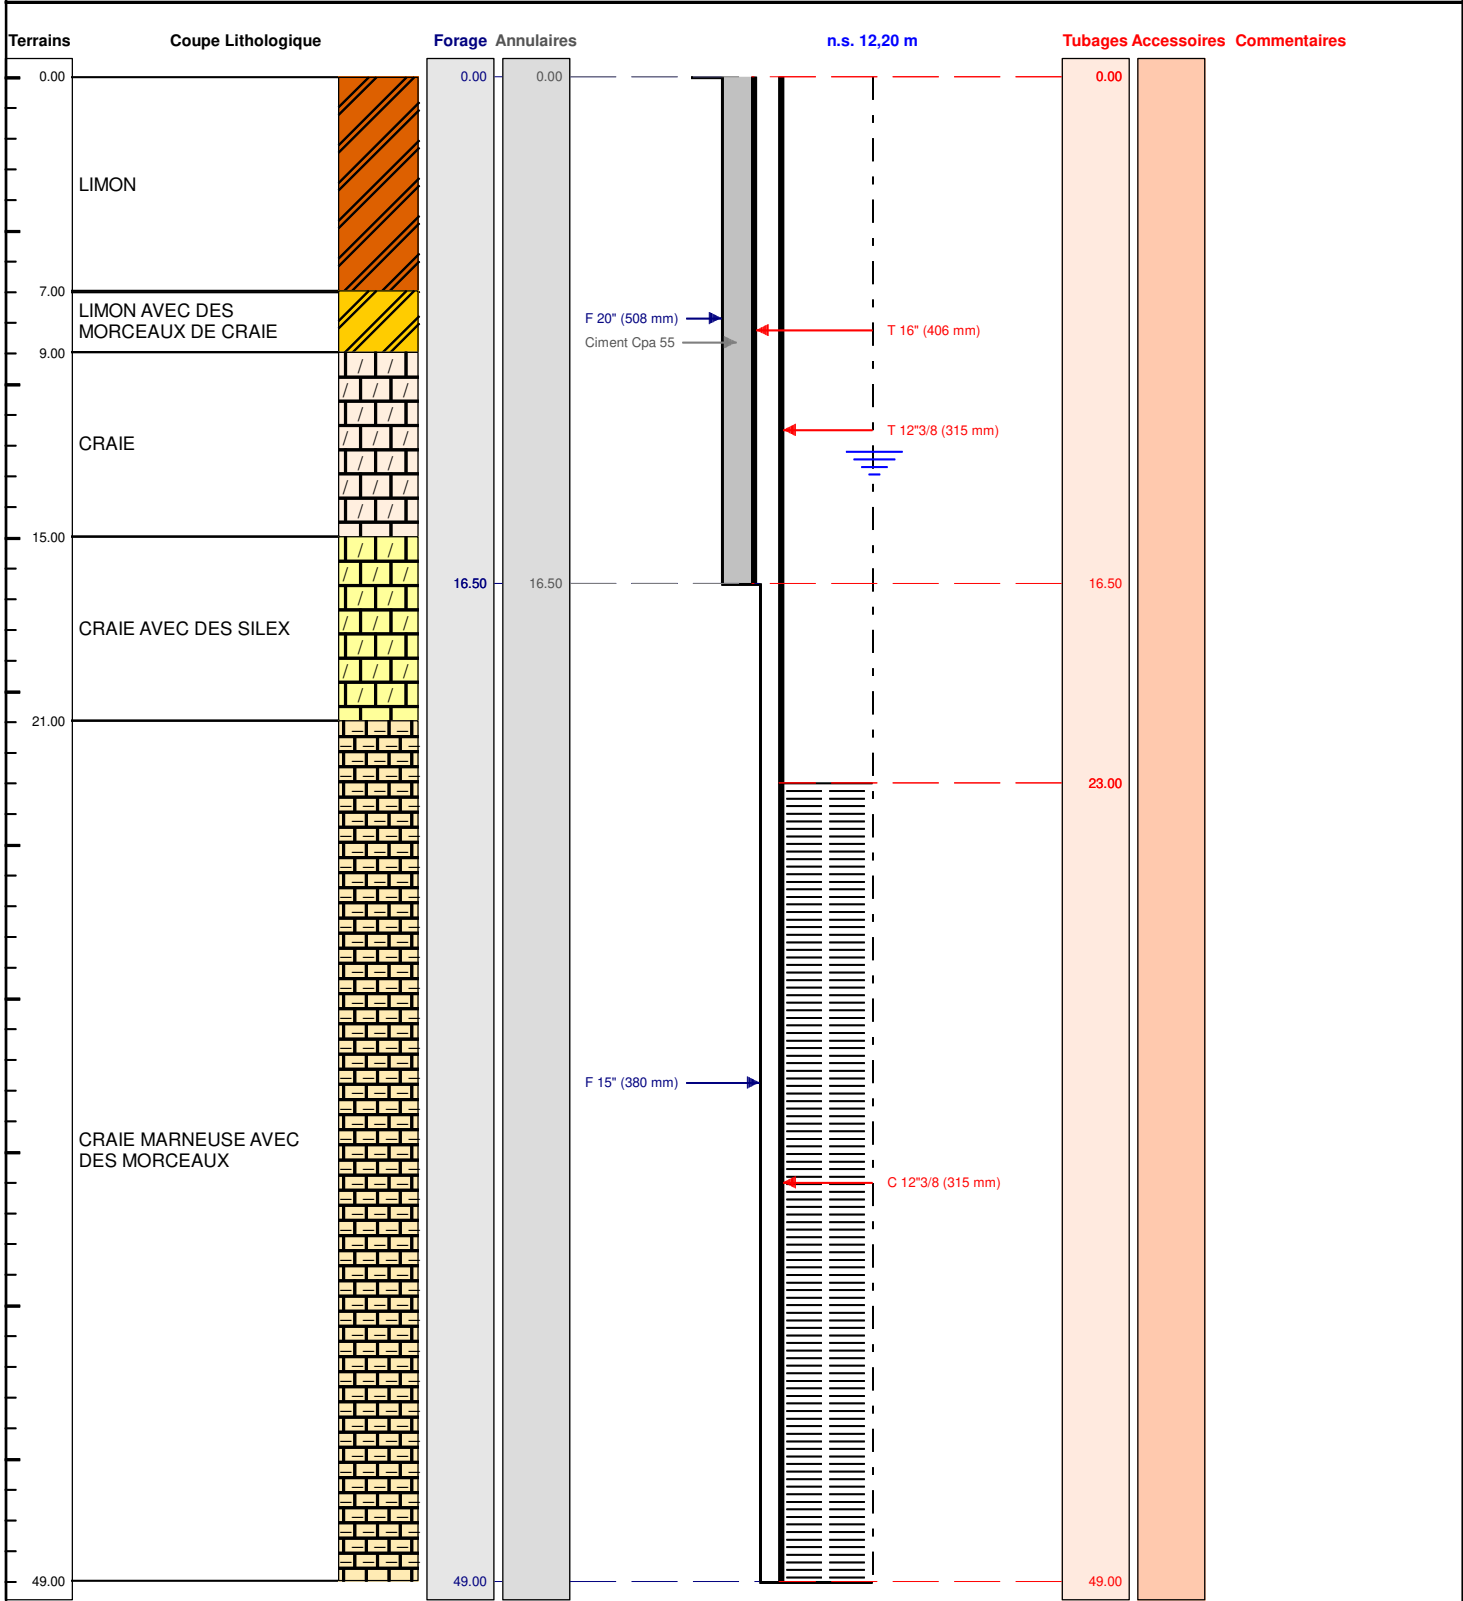 Terrains Coupe Lithologique Forage Annulaires n.s. 12,20 m Tubages Accessoires Commentaires
0.00 0.00 0.00 0.00
LIMON
7.00
LIMON AVEC DES
MORCEAUX DE CRAIE
F 20" (508 mm)
T 16" (406 mm)
Ciment Cpa 55
9.00
T 12"3/8 (315 mm)
CRAIE
15.00
16.50 16.50 16.50
CRAIE AVEC DES SILEX
21.00
23.00
F 15" (380 mm)
CRAIE MARNEUSE AVEC
DES MORCEAUX
C 12"3/8 (315 mm)
49.00 49.00 49.00